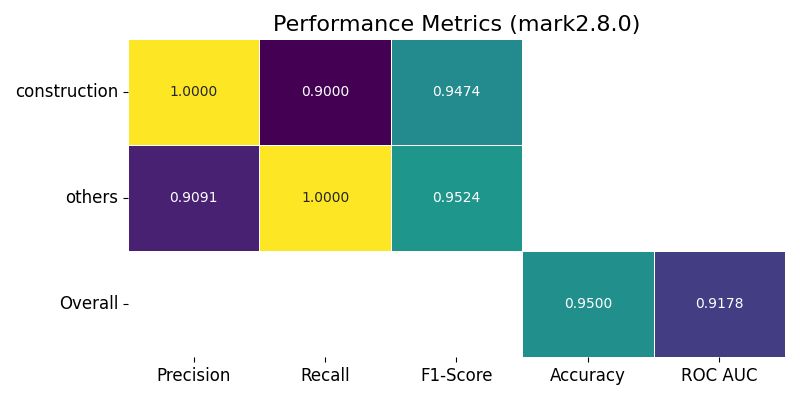 Performance Metrics (mark2.8.0)
construction 1.0000 0.9000 0.9474
others 0.9091 1.0000 0.9524
Overall 0.9500 0.9178
Precision Recall F1-Score Accuracy ROC AUC